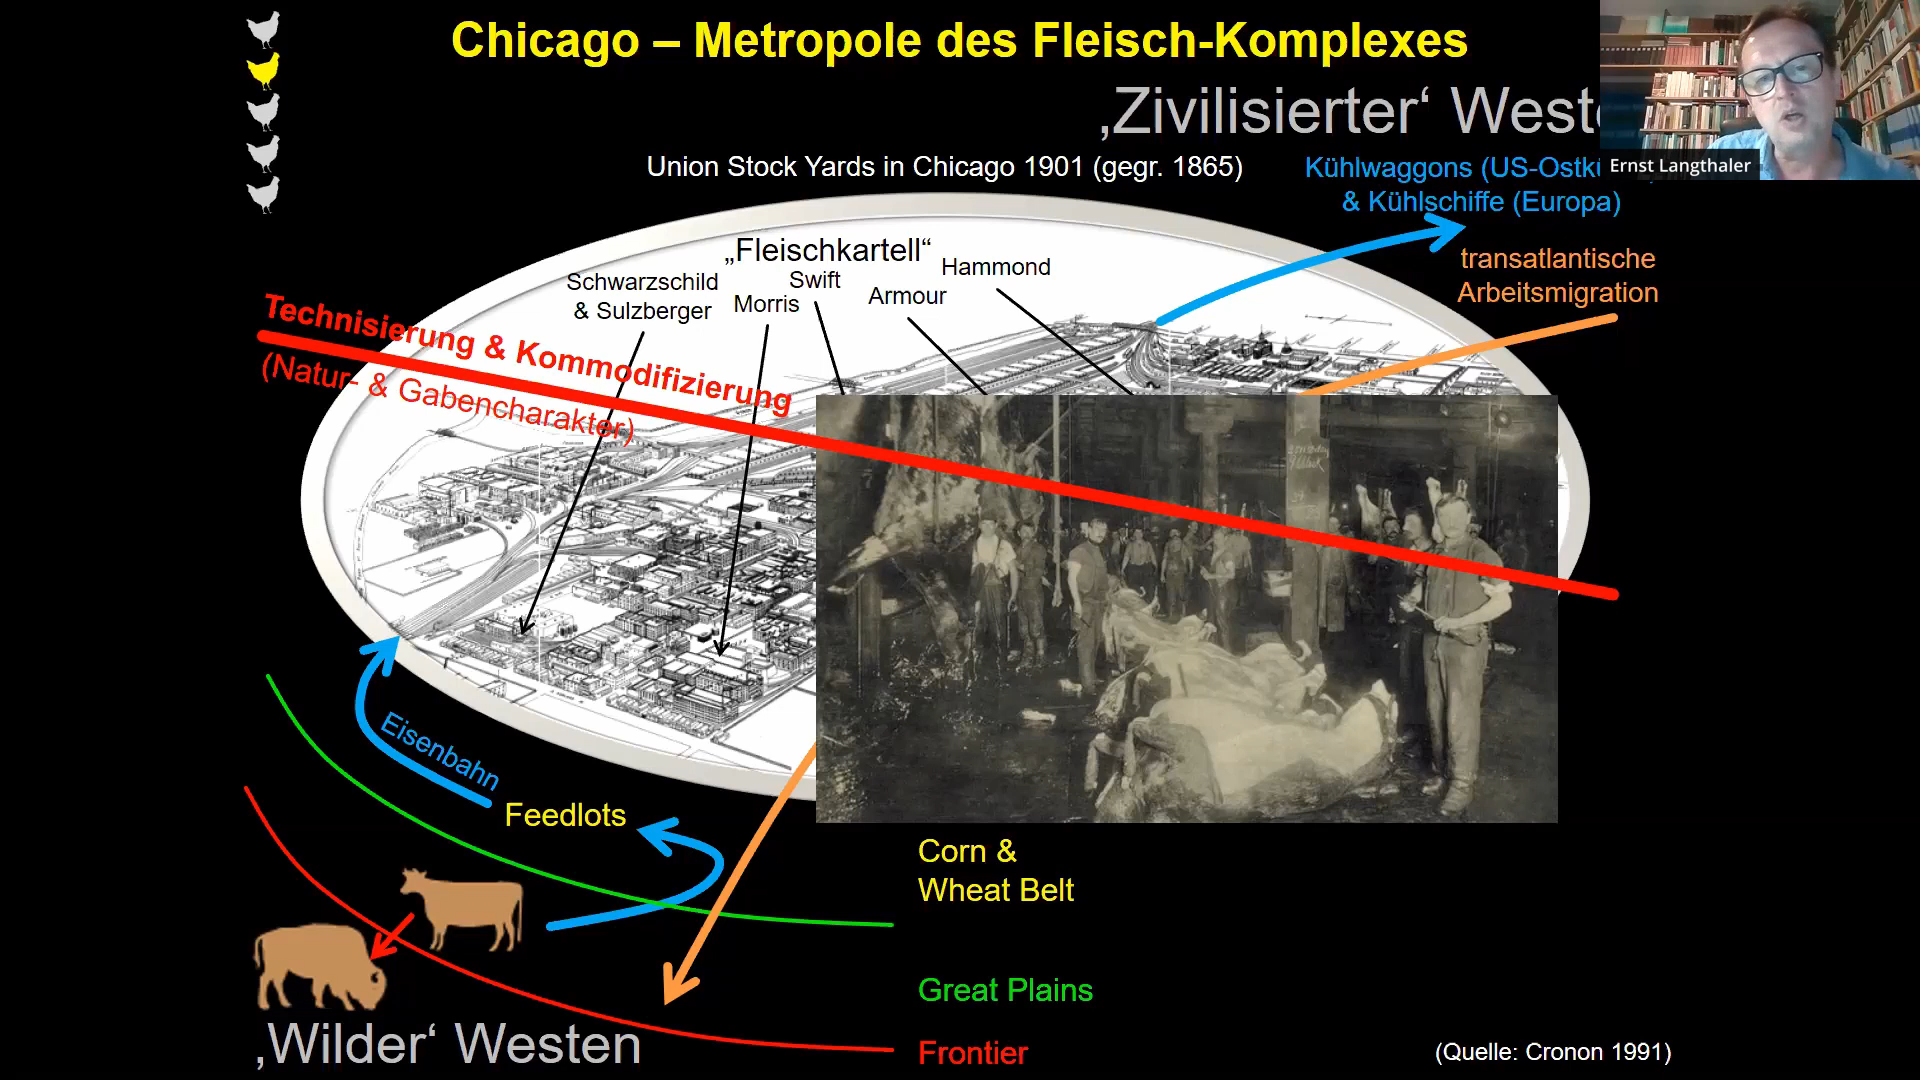 Chicago – Metropole des Fleisch-Komplexes
‚Zivilisierter‘ West
Union Stock Yards in Chicago 1901 (gegr. 1865)
Kühlwaggons (US-Ostkü
& Kühlschiffe (Europa)
Ernst Langthaler
transatlantische
Arbeitsmigration
„Fleischkartell“
Schwarzschild
& Sulzberger
Morris
Swift
Armour
Hammond
Technisierung & Kommodifizierung
(Natur- & Gabencharakter)
Eisenbahn
Feedlots
Corn &
Wheat Belt
Great Plains
Frontier
‚Wilder‘ Westen
(Quelle: Cronon 1991)